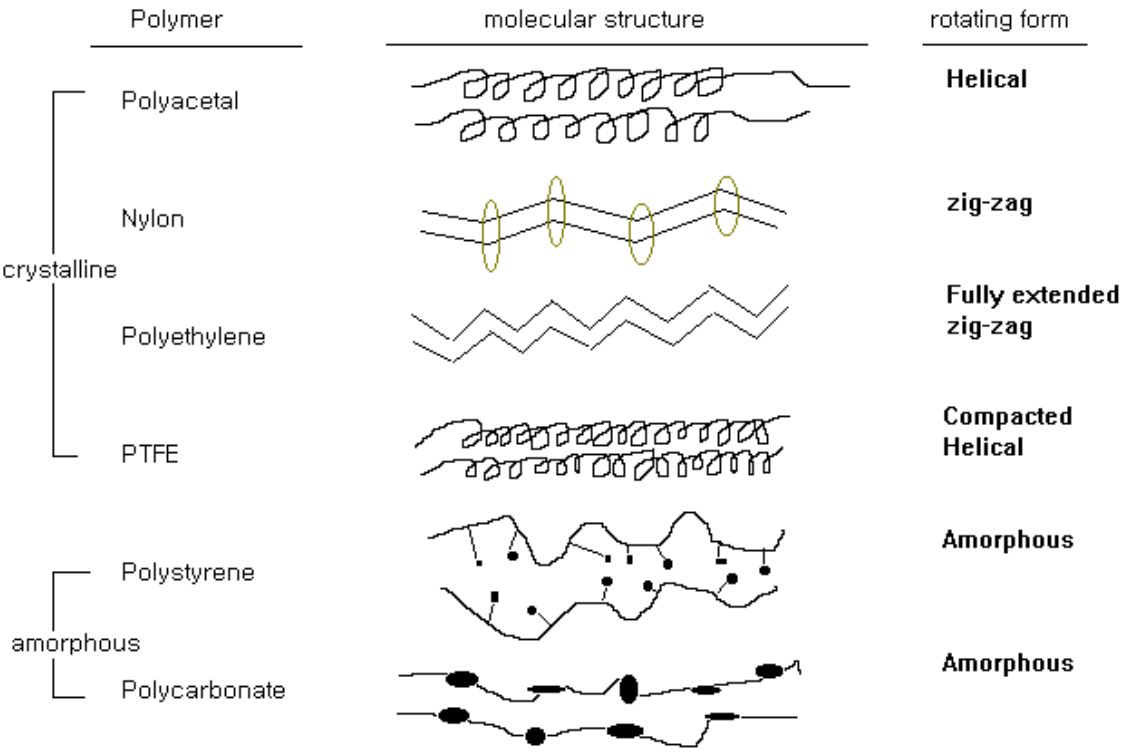 Polymer molecular structure rotating form
Polyacetal Helical
Nylon zig-zag
crystalline
Polyethylene Fully extended
zig-zag
PTFE Compacted
Helical
Polystyrene Amorphous
amorphous
Polycarbonate Amorphous